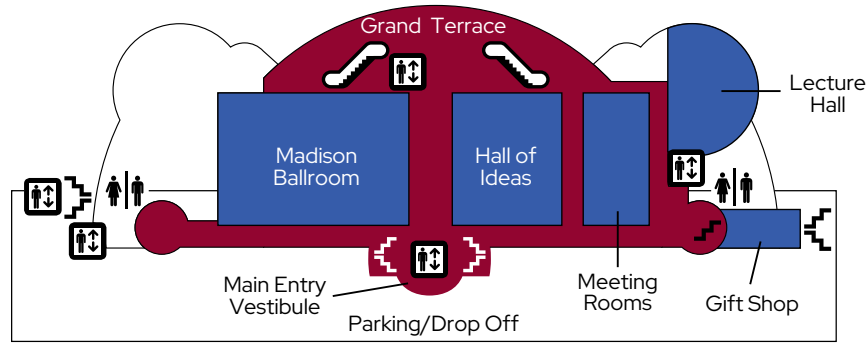 Grand Terrace
Lecture
Hall
Madison
Ballroom
Hall of
Ideas
Main Entry
Vestibule
Meeting
Rooms
Gift Shop
Parking/Drop Off